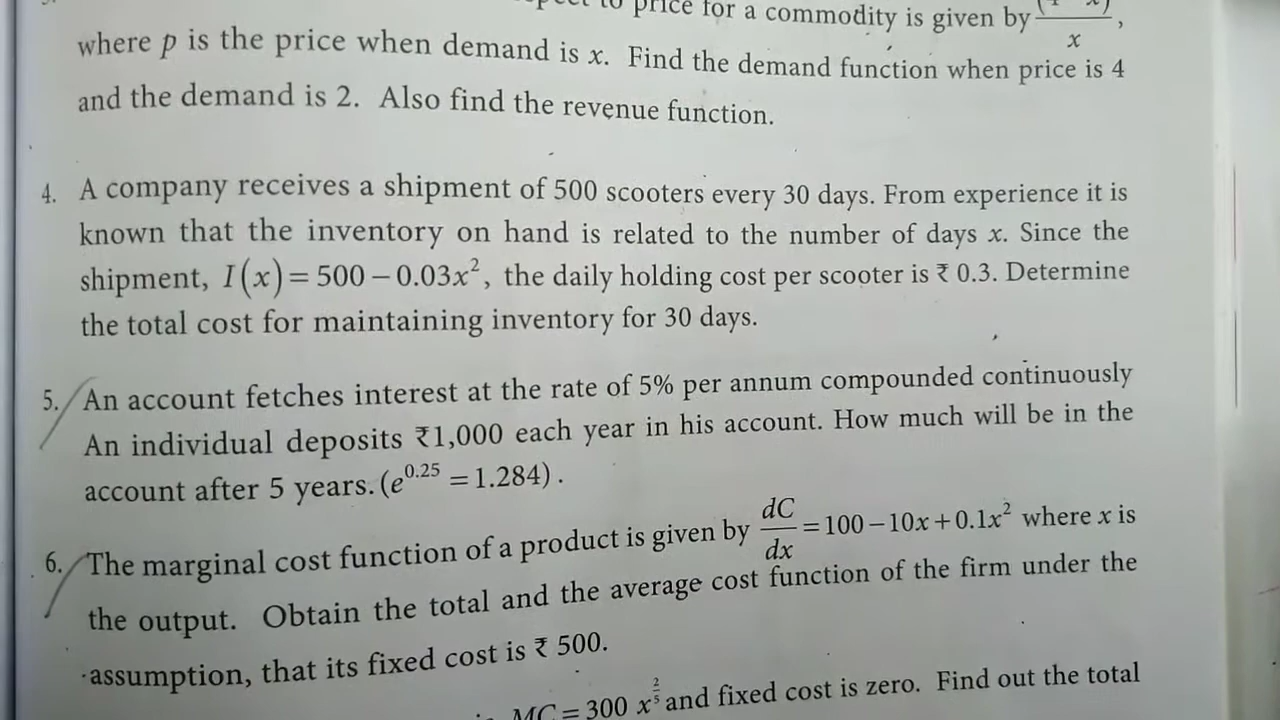 to price for a commodity is given by x)/x,
where p is the price when demand is x. Find the demand function when price is 4
and the demand is 2. Also find the revenue function.
4. A company receives a shipment of 500 scooters every 30 days. From experience it is
known that the inventory on hand is related to the number of days x. Since the
shipment, I(x) = 500 – 0.03x², the daily holding cost per scooter is ₹ 0.3. Determine
the total cost for maintaining inventory for 30 days.
5. An account fetches interest at the rate of 5% per annum compounded continuously
An individual deposits ₹1,000 each year in his account. How much will be in the
account after 5 years. (e^0.25 = 1.284).
6. The marginal cost function of a product is given by dC/dx = 100 – 10x + 0.1x² where x is
the output. Obtain the total and the average cost function of the firm under the
assumption, that its fixed cost is ₹ 500.
MC = 300 x^(2/5) and fixed cost is zero. Find out the total